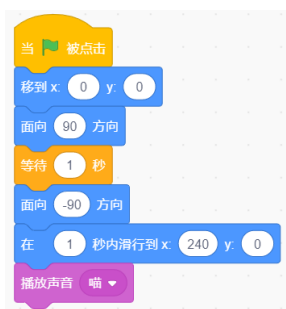 当 被点击
移到 x: 0 y: 0
面向 90 方向
等待 1 秒
面向 -90 方向
在 1 秒内滑行到 x: 240 y: 0
播放声音 喵